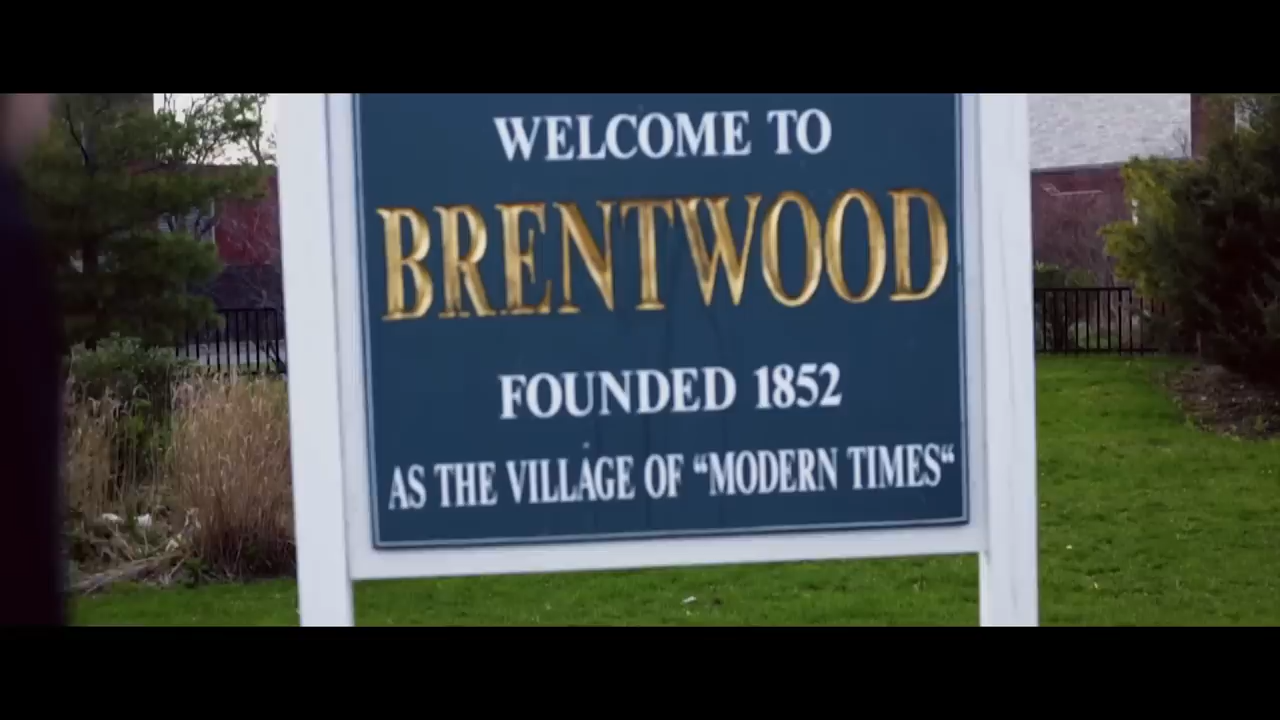 WELCOME TO
BRENTWOOD
FOUNDED 1852
AS THE VILLAGE OF “MODERN TIMES“